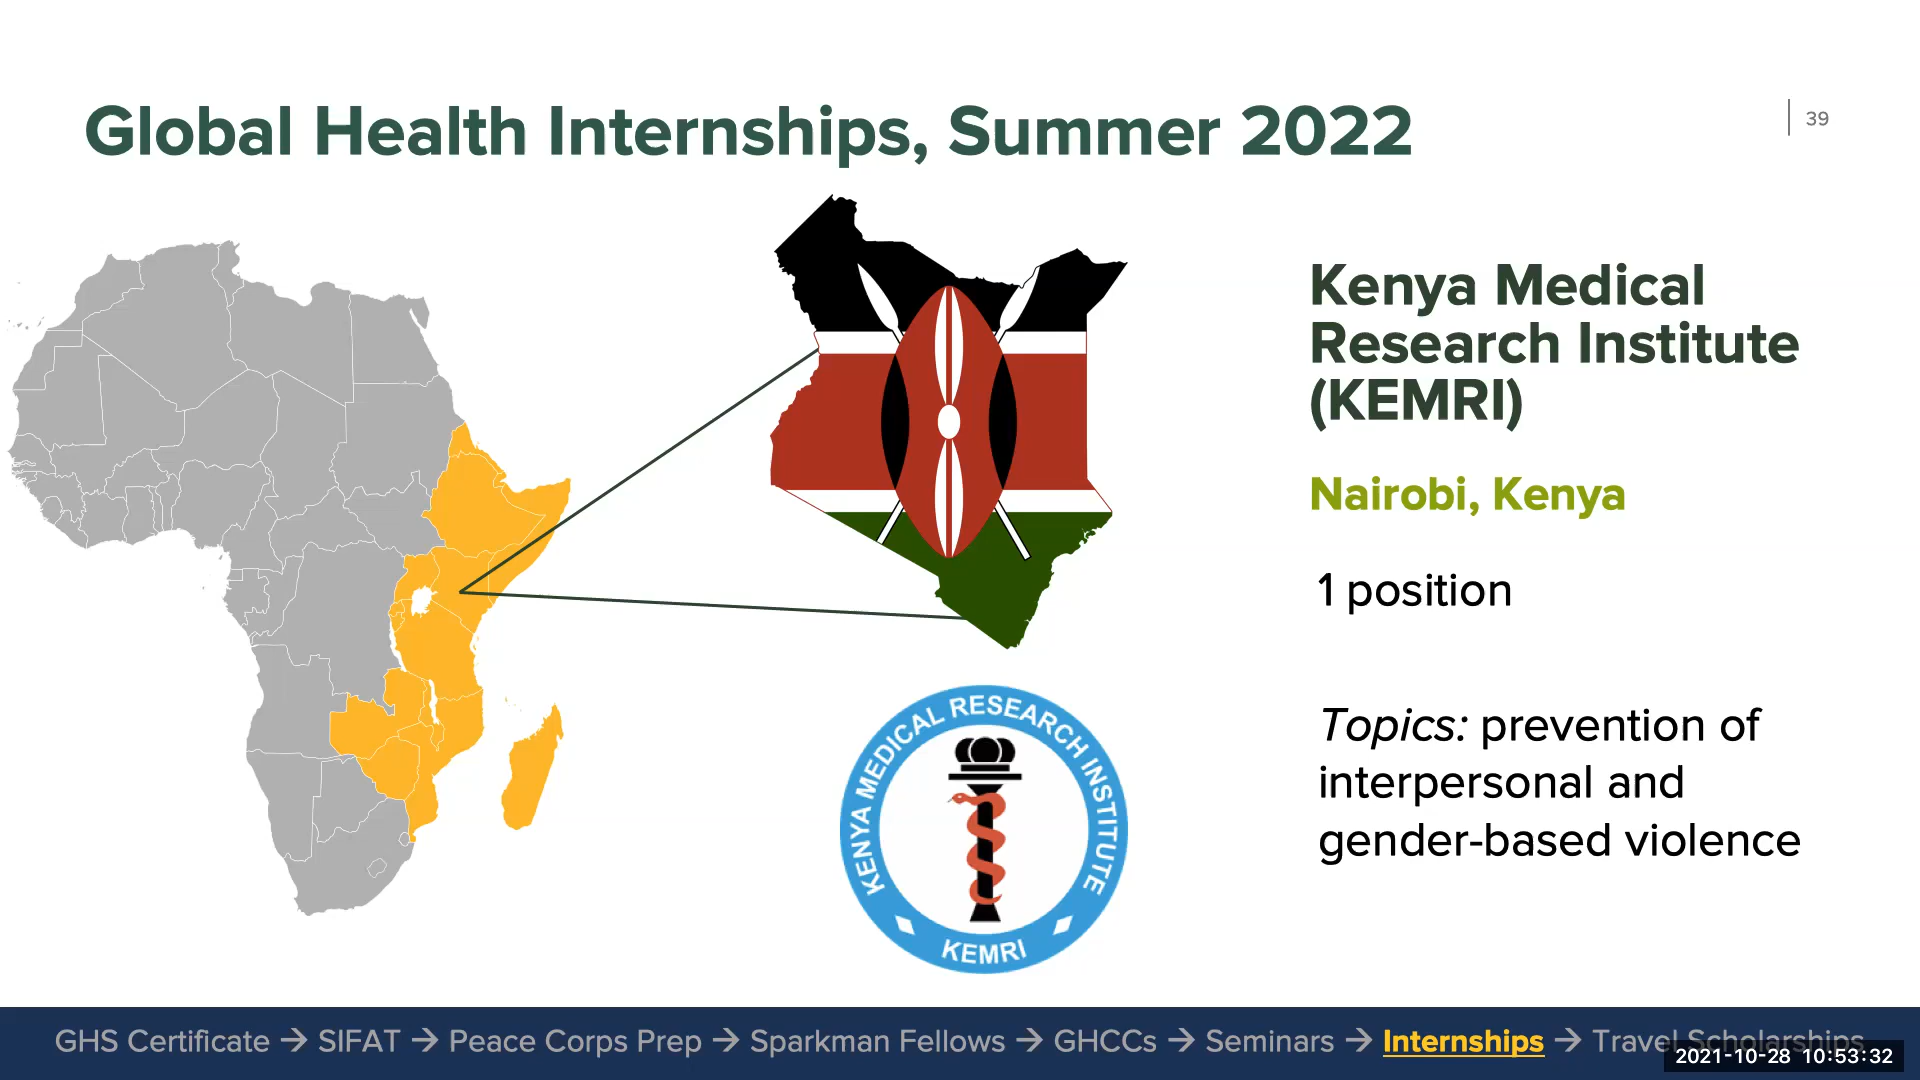 Global Health Internships, Summer 2022
39
Kenya Medical
Research Institute
(KEMRI)
Nairobi, Kenya
1 position
Topics: prevention of
interpersonal and
gender-based violence
KENYA MEDICAL RESEARCH INSTITUTE
KEMRI
GHS Certificate → SIFAT → Peace Corps Prep → Sparkman Fellows → GHCCs → Seminars → Internships → Travel Scholarships
2021-10-28 10:53:32